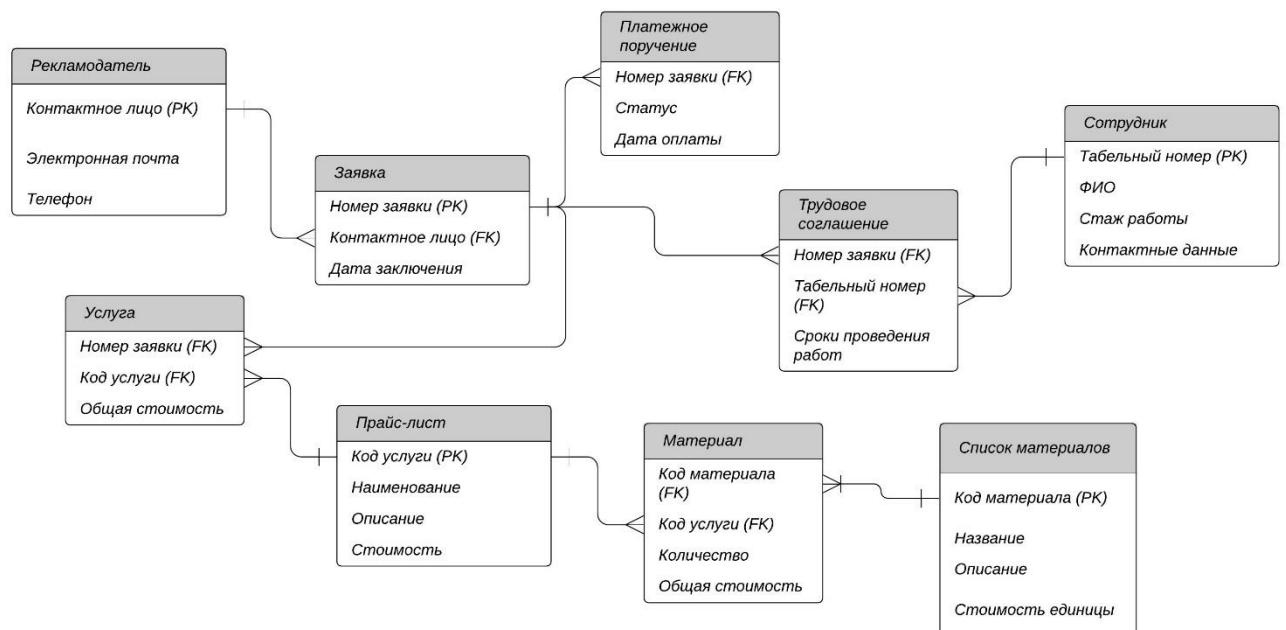 Рекламодатель
Контактное лицо (PK)
Электронная почта
Телефон
Заявка
Номер заявки (PK)
Контактное лицо (FK)
Дата заключения
Платежное
поручение
Номер заявки (FK)
Статус
Дата оплаты
Трудовое
соглашение
Номер заявки (FK)
Табельный номер
(FK)
Сроки проведения
работ
Сотрудник
Табельный номер (PK)
ФИО
Стаж работы
Контактные данные
Услуга
Номер заявки (FK)
Код услуги (FK)
Общая стоимость
Прайс-лист
Код услуги (PK)
Наименование
Описание
Стоимость
Материал
Код материала
(FK)
Код услуги (FK)
Количество
Общая стоимость
Список материалов
Код материала (PK)
Название
Описание
Стоимость единицы